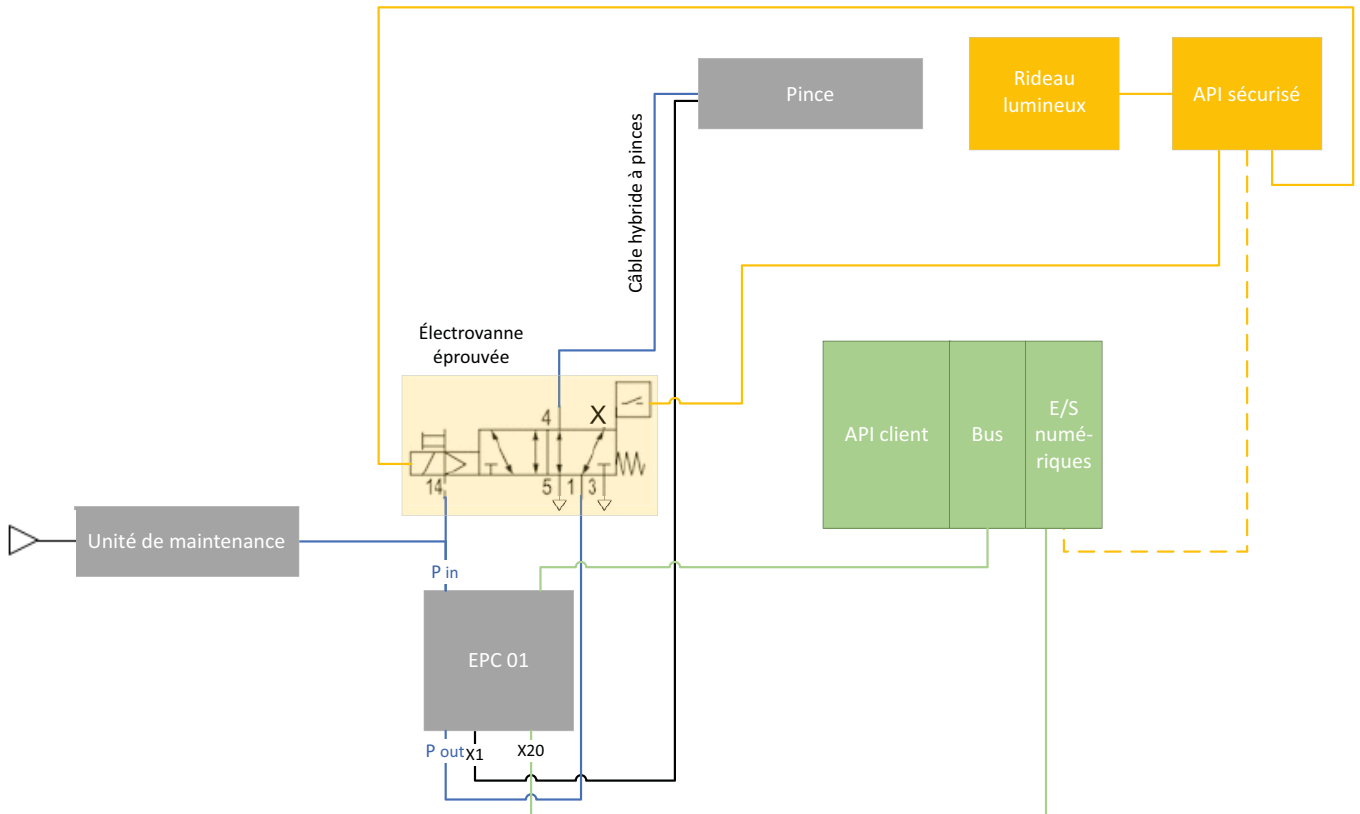 Pince
Rideau
lumineux
API sécurisé
Câble hybride à pinces
Électrovanne
éprouvée
4
X
14
5
1
3
API client
Bus
E/S
numé-
riques
Unité de maintenance
P in
EPC 01
P out
X1
X20